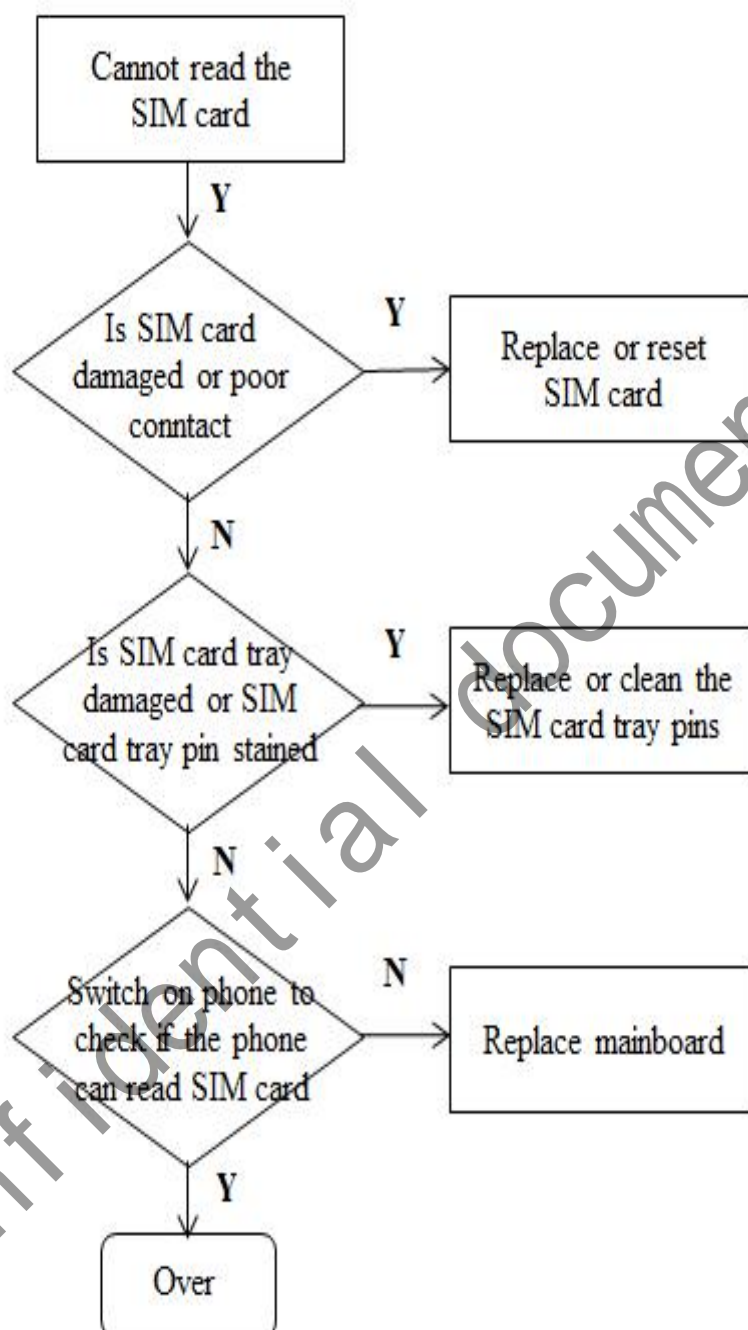 Cannot read the
SIM card
Y
Is SIM card
damaged or poor
conntact
Y
Replace or reset
SIM card
N
Is SIM card tray
damaged or SIM
card tray pin stained
Y
Replace or clean the
SIM card tray pins
N
Switch on phone to
check if the phone
can read SIM card
N
Replace mainboard
Y
Over
nfidential documen